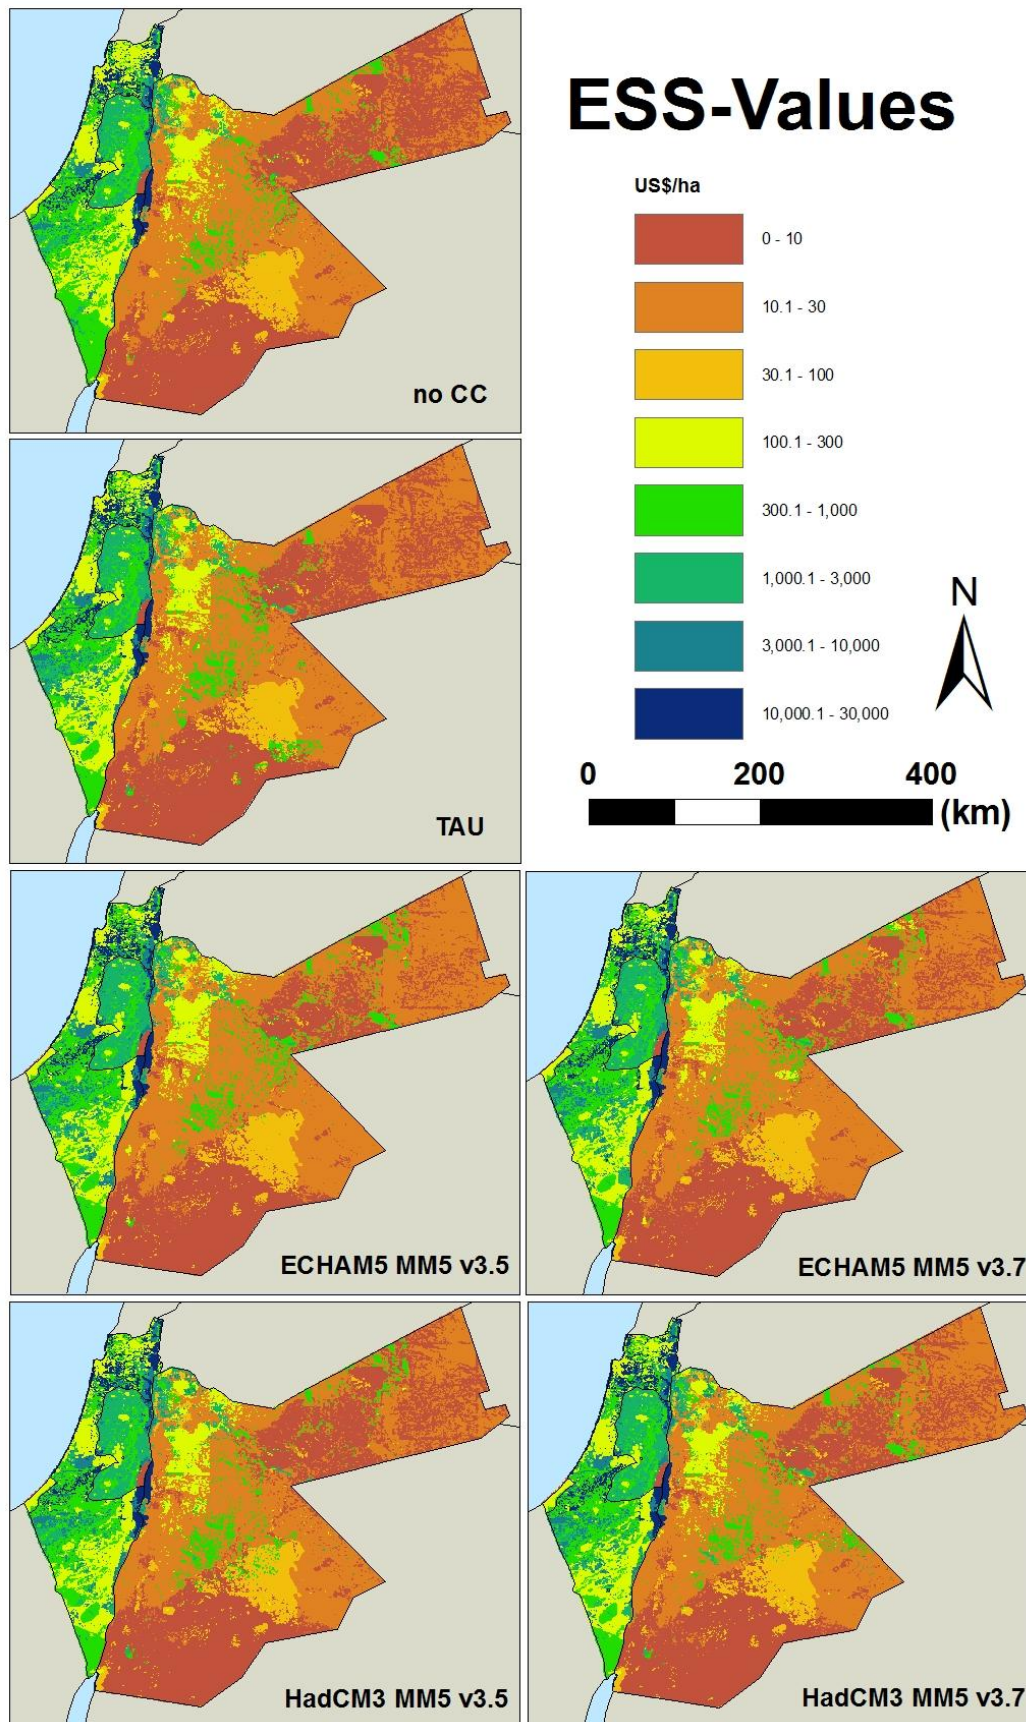 ESS-Values
US$/ha
0 - 10
10.1 - 30
30.1 - 100
100.1 - 300
300.1 - 1,000
1,000.1 - 3,000
3,000.1 - 10,000
10,000.1 - 30,000
N
0 200 400
(km)
no CC
TAU
ECHAM5 MM5 v3.5
ECHAM5 MM5 v3.7
HadCM3 MM5 v3.5
HadCM3 MM5 v3.7